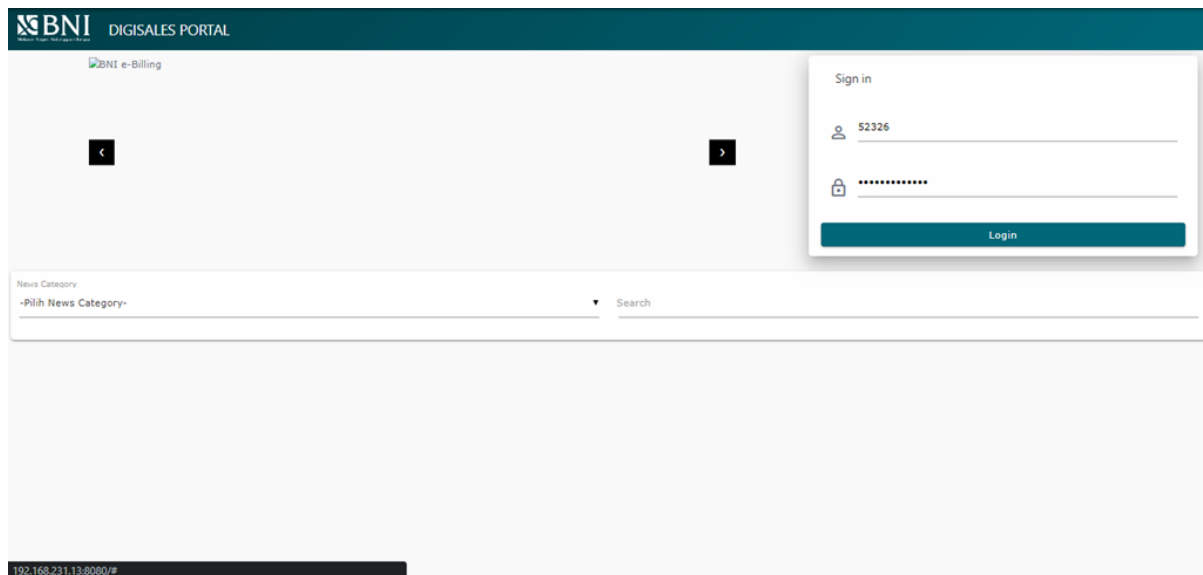 BNI DIGISALES PORTAL
BNI e-Billing
Sign in
52326
•••••••••••••
Login
News Category
-Pilih News Category-
Search
192.168.231.13:8080/#